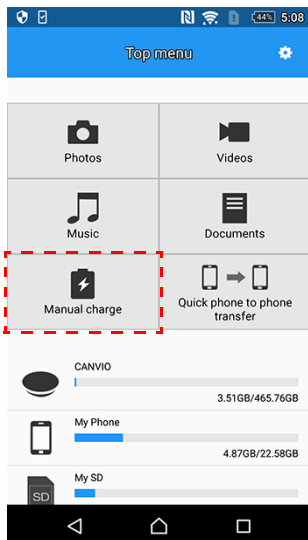 44% 5:08
Top menu
Photos
Videos
Music
Documents
Manual charge
Quick phone to phone
transfer
CANVIO
3.51GB/465.76GB
My Phone
4.87GB/22.58GB
My SD
SD